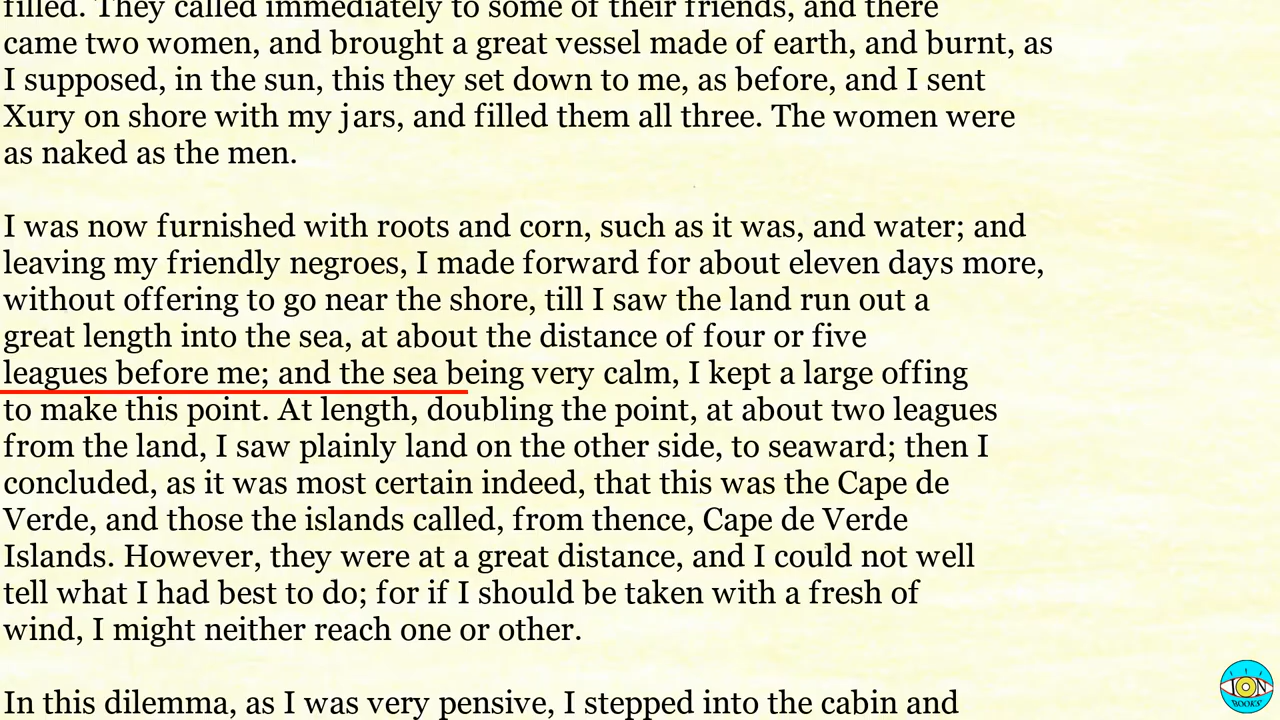 filled. They called immediately to some of their friends, and there
came two women, and brought a great vessel made of earth, and burnt, as
I supposed, in the sun, this they set down to me, as before, and I sent
Xury on shore with my jars, and filled them all three. The women were
as naked as the men.
I was now furnished with roots and corn, such as it was, and water; and
leaving my friendly negroes, I made forward for about eleven days more,
without offering to go near the shore, till I saw the land run out a
great length into the sea, at about the distance of four or five
leagues before me; and the sea being very calm, I kept a large offing
to make this point. At length, doubling the point, at about two leagues
from the land, I saw plainly land on the other side, to seaward; then I
concluded, as it was most certain indeed, that this was the Cape de
Verde, and those the islands called, from thence, Cape de Verde
Islands. However, they were at a great distance, and I could not well
tell what I had best to do; for if I should be taken with a fresh of
wind, I might neither reach one or other.
In this dilemma, as I was very pensive, I stepped into the cabin and
ION
BOOKS